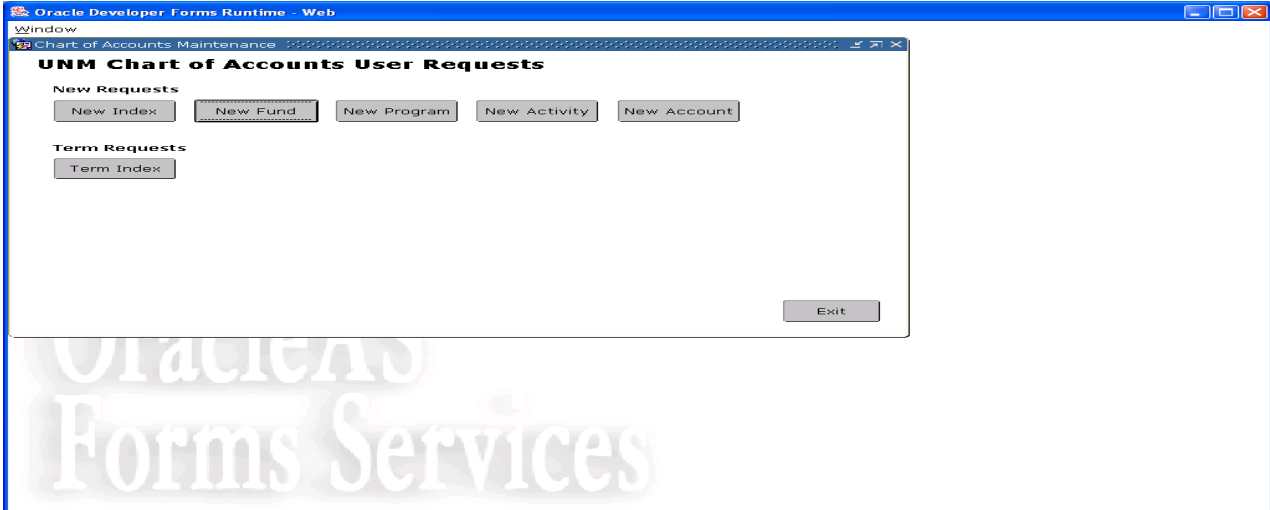 Oracle Developer Forms Runtime - Web
Window
Chart of Accounts Maintenance
UNM Chart of Accounts User Requests
New Requests
New Index New Fund New Program New Activity New Account
Term Requests
Term Index
Exit
OracleAS
Forms Services